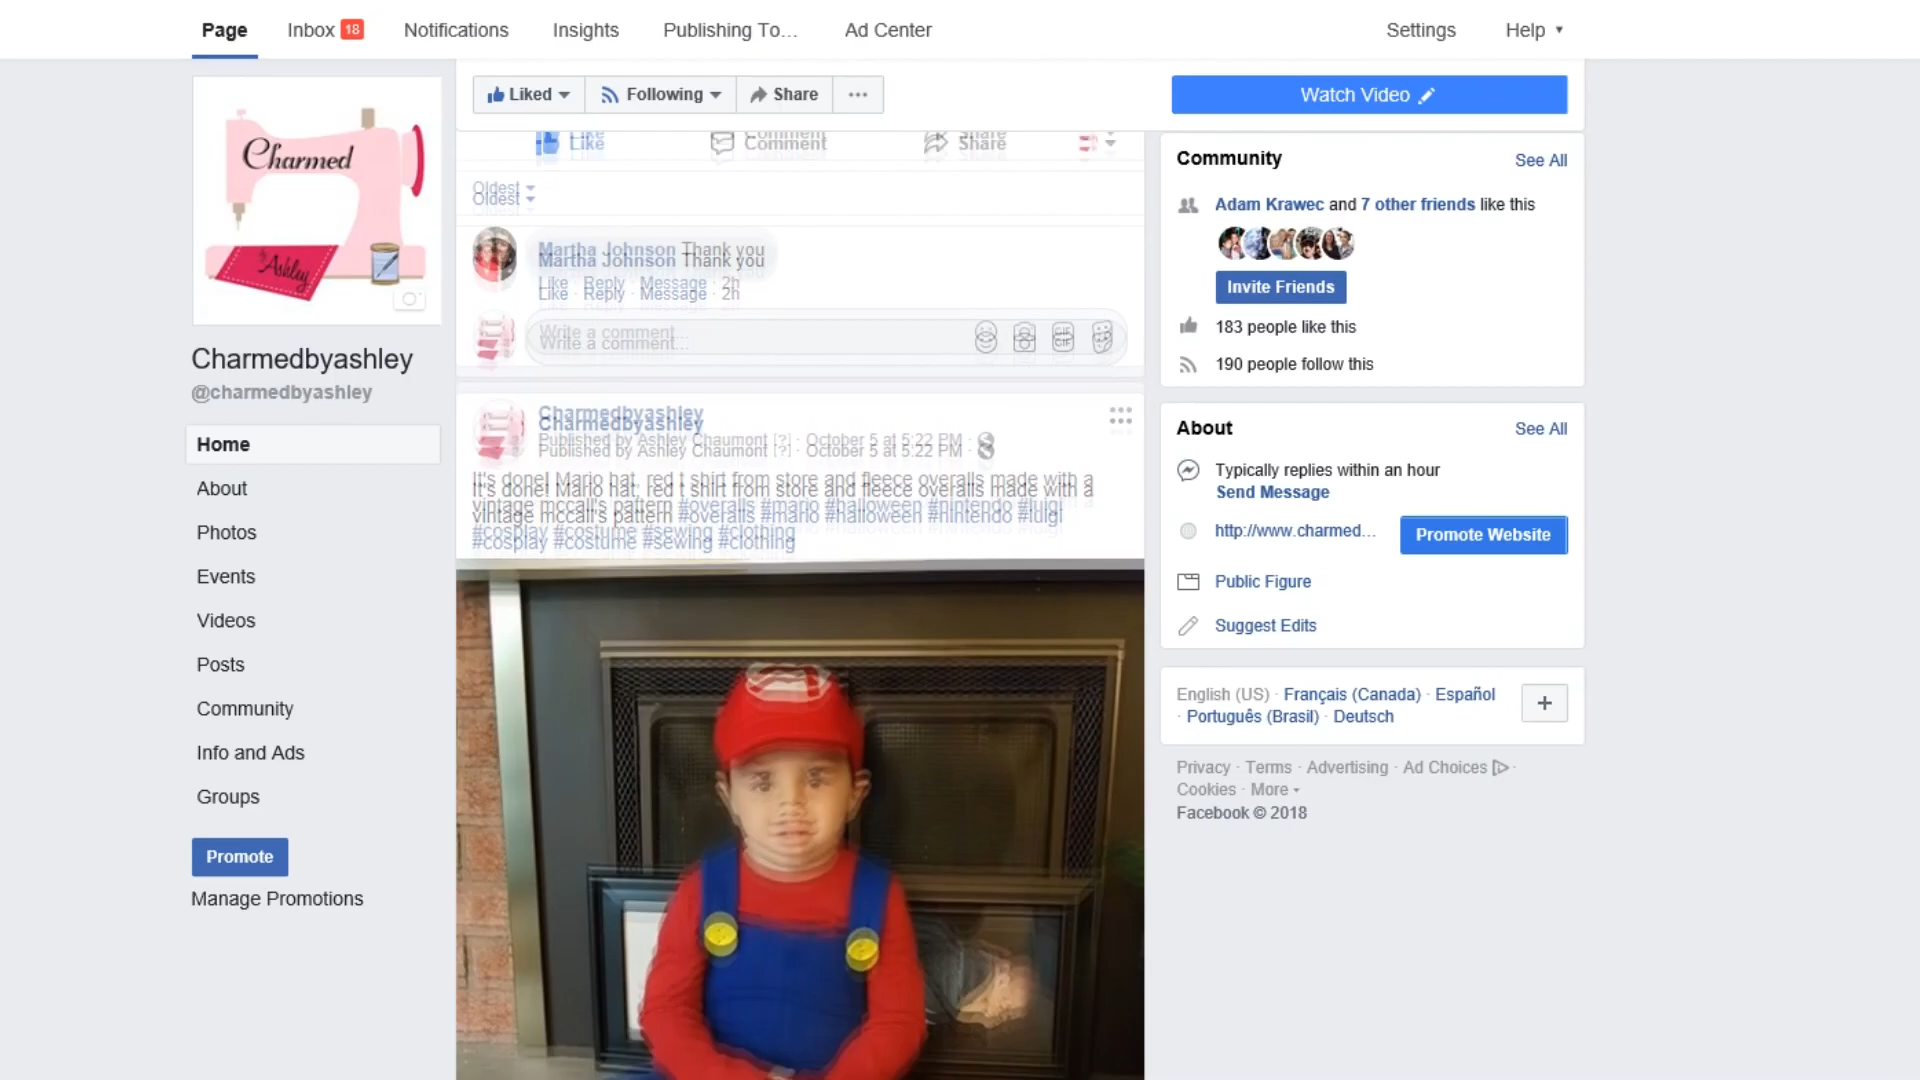 Page
Inbox 18
Notifications
Insights
Publishing To...
Ad Center
Settings
Help
Liked
Following
Share
Watch Video
Charmed
by Ashley
Charmedbyashley
@charmedbyashley
Home
About
Photos
Events
Videos
Posts
Community
Info and Ads
Groups
Promote
Manage Promotions
Like
Comment
Share
Oldest
Martha Johnson Thank you
Like · Reply · Message · 2h
Write a comment...
GIF
Charmedbyashley
Published by Ashley Chaumont [?] · October 5 at 5:22 PM ·
It's done! Mario hat, red t shirt from store and fleece overalls made with a
vintage mccall's pattern #overalls #mario #halloween #nintendo #luigi
#cosplay #costume #sewing #clothing
Community
See All
Adam Krawec and 7 other friends like this
Invite Friends
183 people like this
190 people follow this
About
See All
Typically replies within an hour
Send Message
http://www.charmed...
Promote Website
Public Figure
Suggest Edits
English (US) · Français (Canada) · Español
· Português (Brasil) · Deutsch
Privacy · Terms · Advertising · Ad Choices ·
Cookies · More
Facebook © 2018